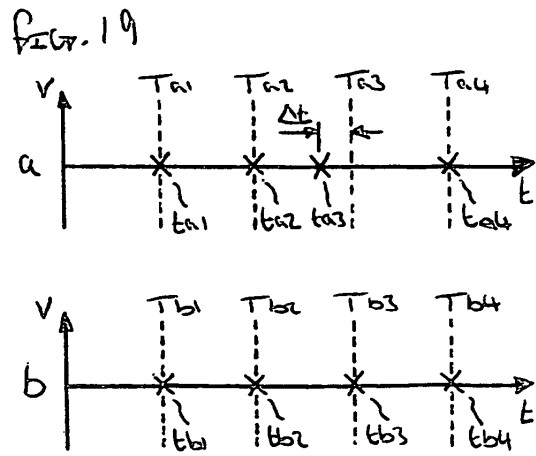 FIG. 19
V Ta1 Ta2 Ta3 Ta4
Δt
a
ta1 ta2 ta3 ta4 t
V Tb1 Tb2 Tb3 Tb4
b
tb1 tb2 tb3 tb4 t